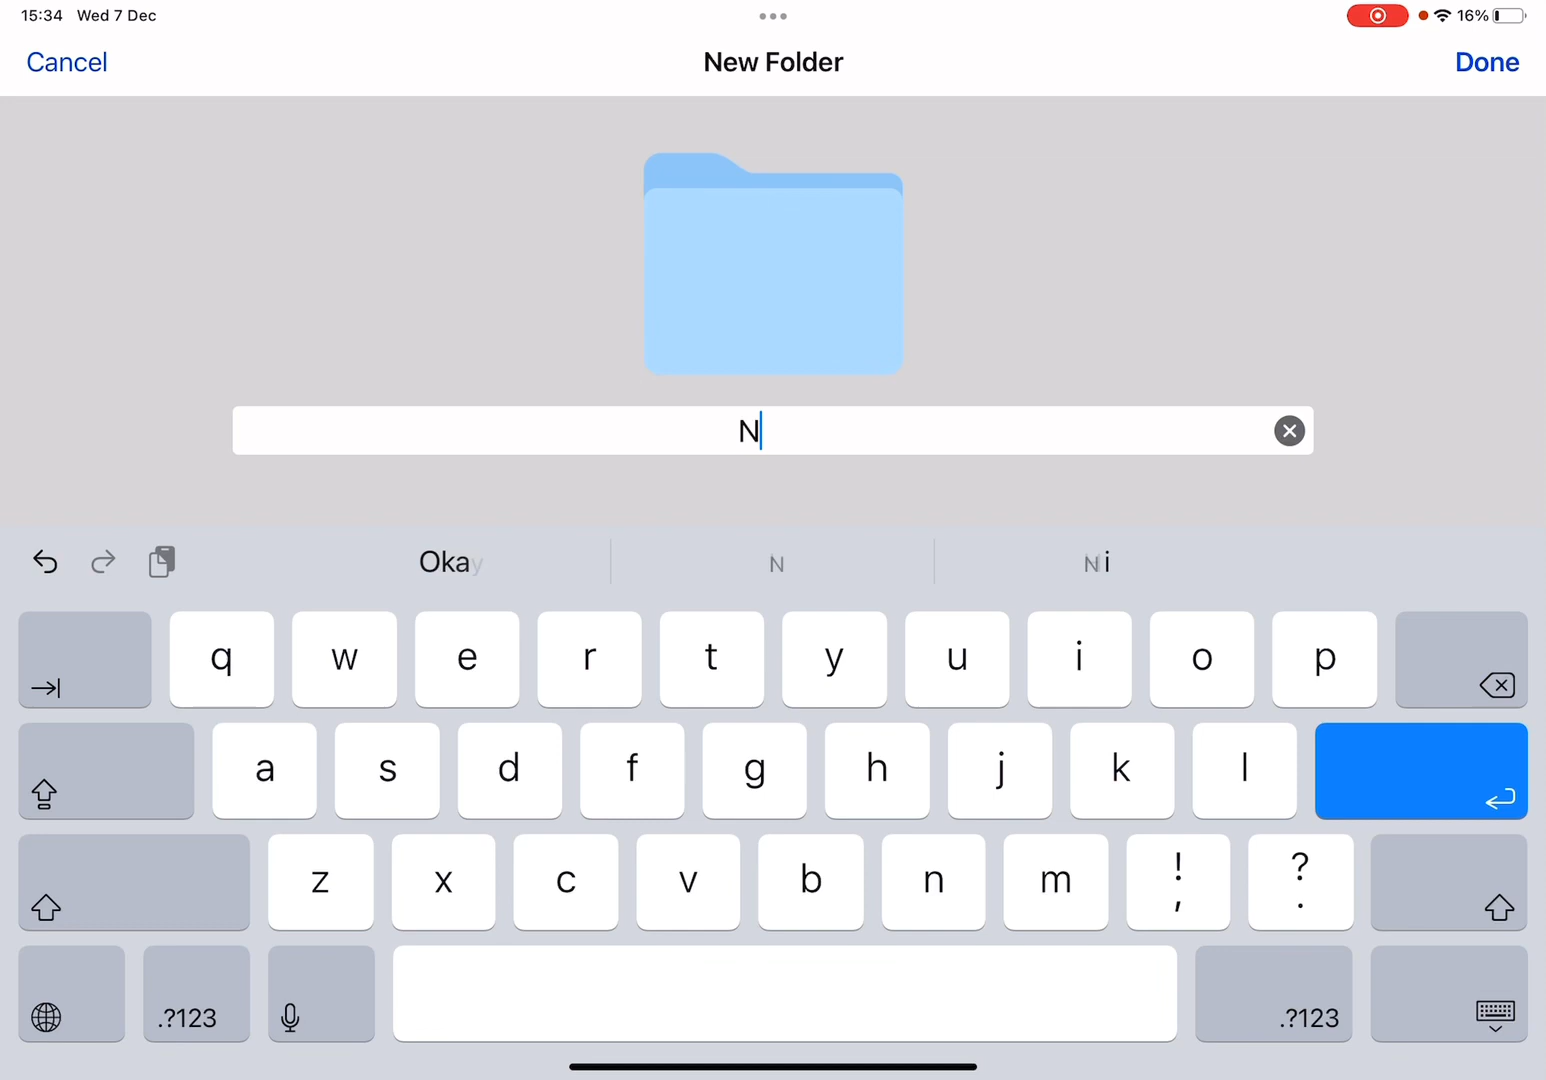 15:34 Wed 7 Dec 16%
Cancel New Folder Done
N
Okay N Ni
q w e r t y u i o p
a s d f g h j k l
z x c v b n m ! , ? .
.?123 .?123